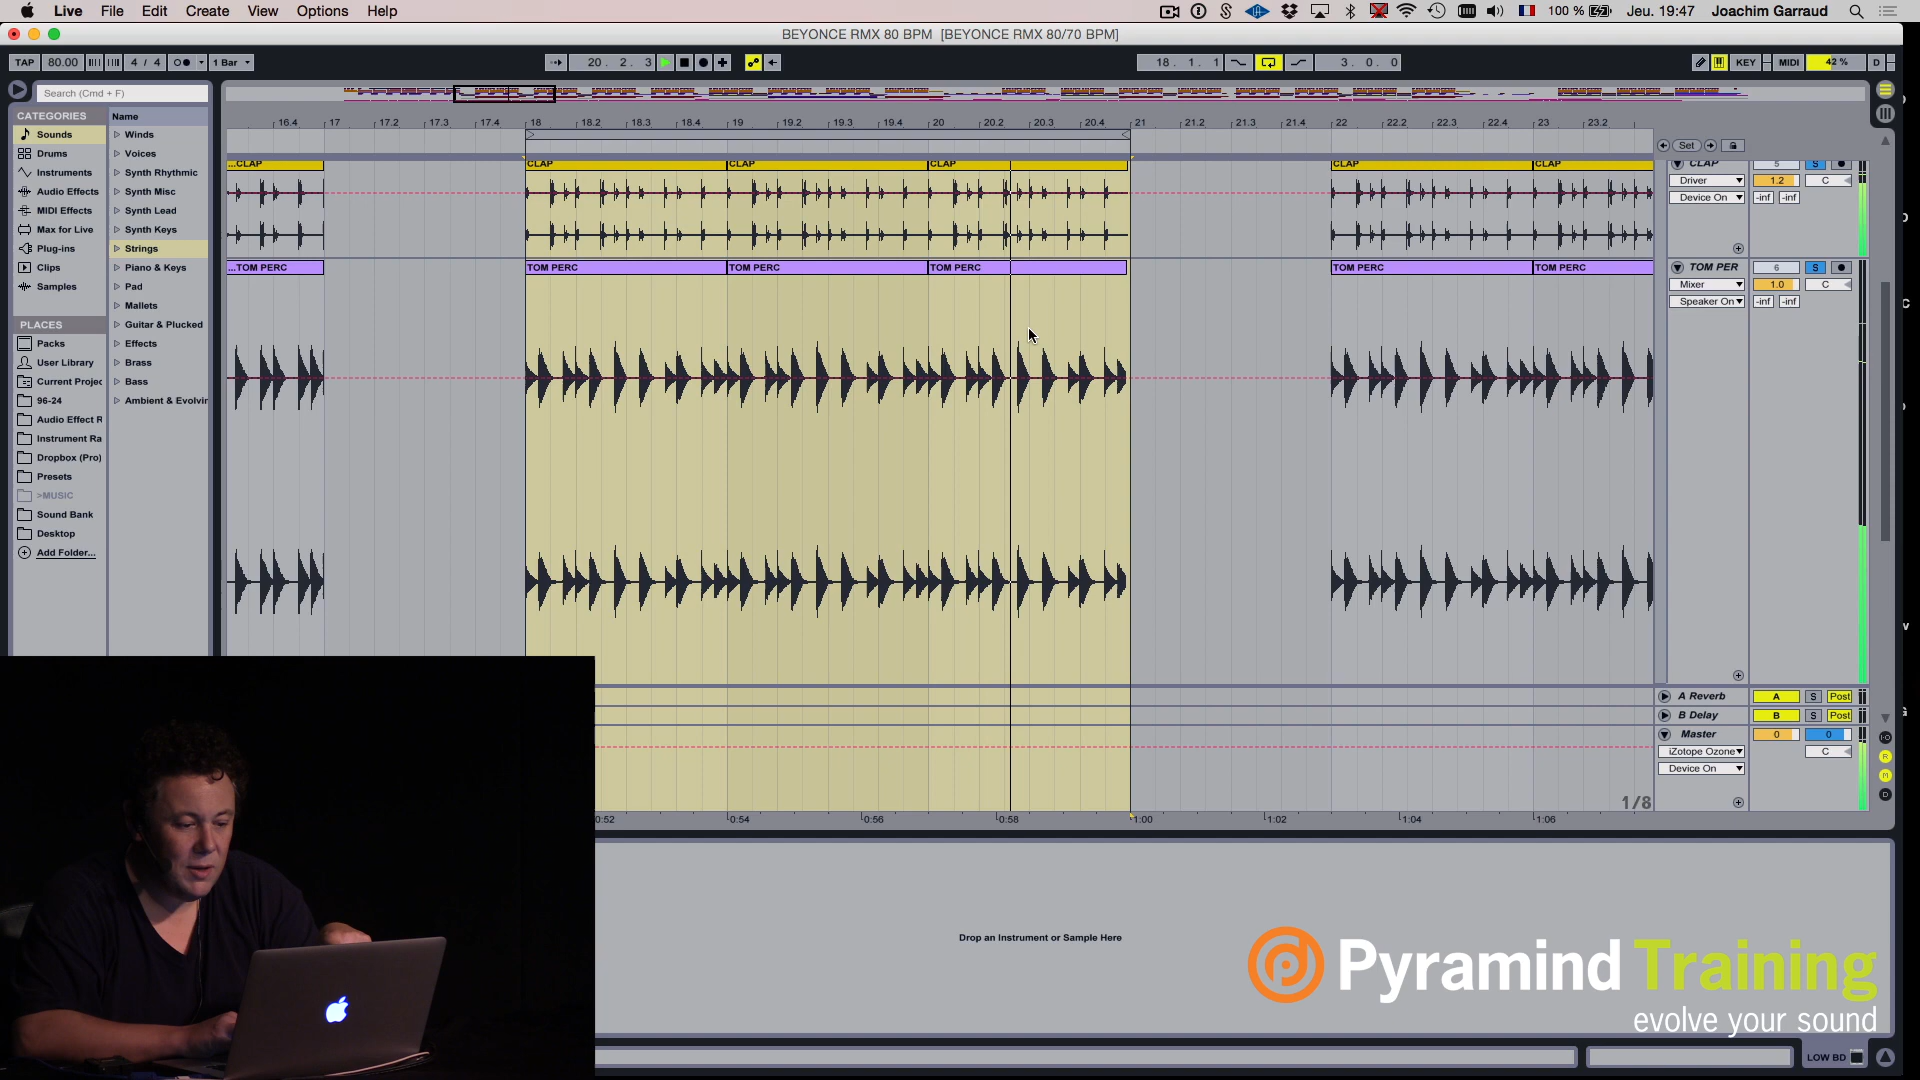 Live File Edit Create View Options Help
100 % Jeu. 19:47 Joachim Garraud
BEYONCE RMX 80 BPM [BEYONCE RMX 80/70 BPM]
TAP 80.00 4 / 4 1 Bar 20. 2. 3 18. 1. 1 3. 0. 0 KEY MIDI 42 % D
Search (Cmd + F)
CATEGORIES
Sounds
Drums
Instruments
Audio Effects
MIDI Effects
Max for Live
Plug-ins
Clips
Samples
PLACES
Packs
User Library
Current Projec
96-24
Audio Effect R
Instrument Ra
Dropbox (Pro)
Presets
>MUSIC
Sound Bank
Desktop
Add Folder...
Name
Winds
Voices
Synth Rhythmic
Synth Misc
Synth Lead
Synth Keys
Strings
Piano & Keys
Pad
Mallets
Guitar & Plucked
Effects
Brass
Bass
Ambient & Evolvin
16.4 17 17.2 17.3 17.4 18 18.2 18.3 18.4 19 19.2 19.3 19.4 20 20.2 20.3 20.4 21 21.2 21.3 21.4 22 22.2 22.3 22.4 23 23.2
Set
...CLAP CLAP CLAP CLAP CLAP CLAP
CLAP 5 S
Driver 1.2 C
Device On -inf -inf
...TOM PERC TOM PERC TOM PERC TOM PERC TOM PERC TOM PERC
TOM PER 6 S
Mixer 1.0 C
Speaker On -inf -inf
A Reverb A S Post
B Delay B S Post
Master 0 0
iZotope Ozone C
Device On
1/8
0:52 0:54 0:56 0:58 1:00 1:02 1:04 1:06
Drop an Instrument or Sample Here
Pyramind Training
evolve your sound
LOW BD